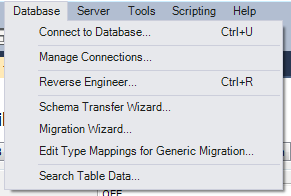 Database Server Tools Scripting Help
Connect to Database... Ctrl+U
Manage Connections...
Reverse Engineer... Ctrl+R
Schema Transfer Wizard...
Migration Wizard...
Edit Type Mappings for Generic Migration...
Search Table Data...
OFF